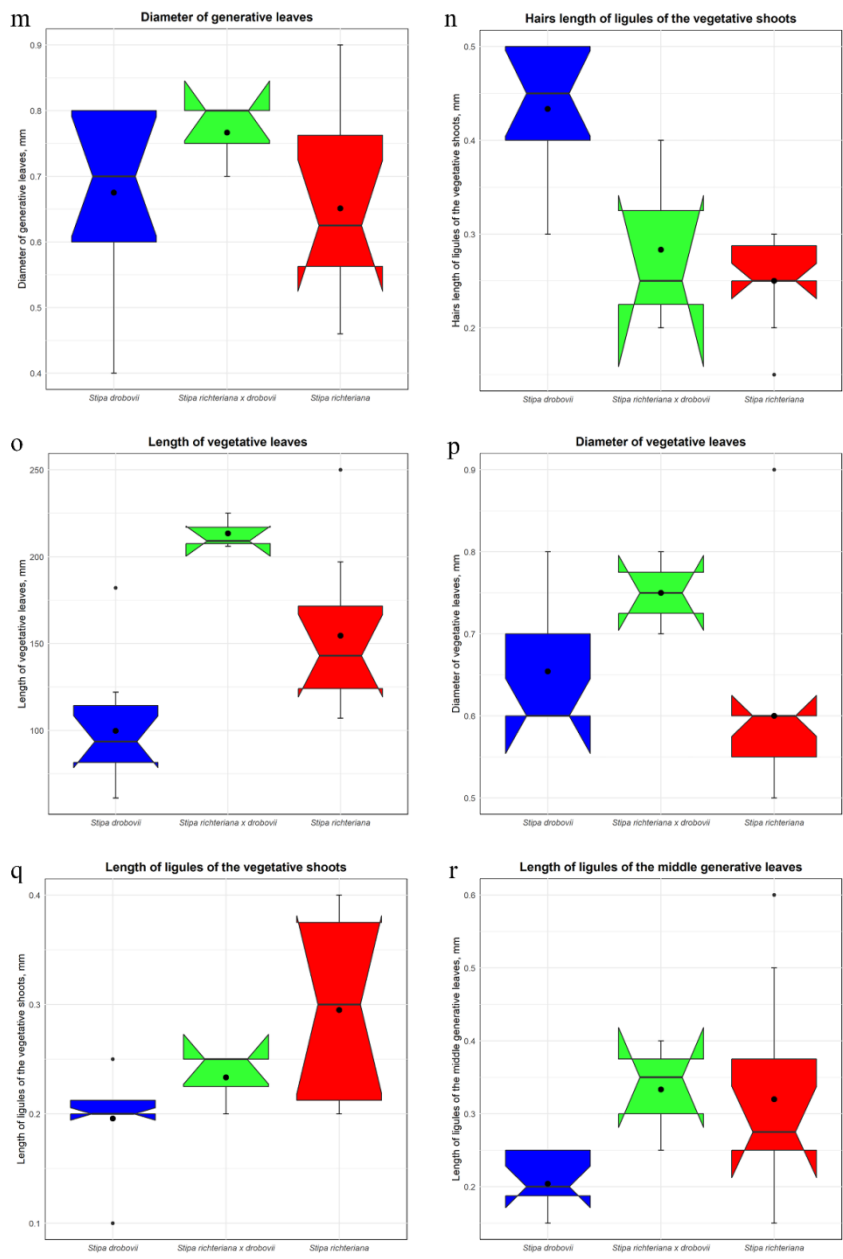 m
Diameter of generative leaves
Diameter of generative leaves, mm
0.9
0.8
0.7
0.6
0.5
0.4
Stipa drobovii
Stipa richteriana x drobovii
Stipa richteriana
n
Hairs length of ligules of the vegetative shoots
Hairs length of ligules of the vegetative shoots, mm
0.5
0.4
0.3
0.2
Stipa drobovii
Stipa richteriana x drobovii
Stipa richteriana
o
Length of vegetative leaves
Length of vegetative leaves, mm
250
200
150
100
Stipa drobovii
Stipa richteriana x drobovii
Stipa richteriana
p
Diameter of vegetative leaves
Diameter of vegetative leaves, mm
0.9
0.8
0.7
0.6
0.5
Stipa drobovii
Stipa richteriana x drobovii
Stipa richteriana
q
Length of ligules of the vegetative shoots
Length of ligules of the vegetative shoots, mm
0.4
0.3
0.2
0.1
Stipa drobovii
Stipa richteriana x drobovii
Stipa richteriana
r
Length of ligules of the middle generative leaves
Length of ligules of the middle generative leaves, mm
0.6
0.5
0.4
0.3
0.2
Stipa drobovii
Stipa richteriana x drobovii
Stipa richteriana